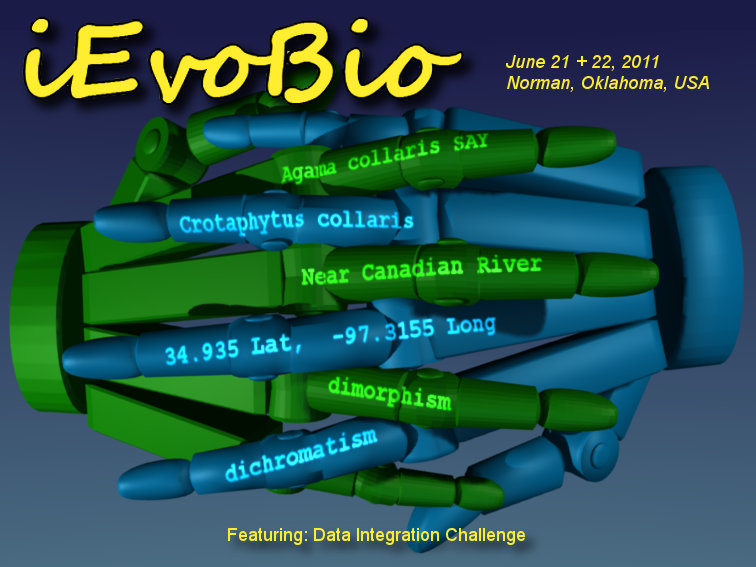 iEvoBio
June 21 + 22, 2011
Norman, Oklahoma, USA
Agama collaris SAY
Crotaphytus collaris
Near Canadian River
34.935 Lat, -97.3155 Long
dimorphism
dichromatism
Featuring: Data Integration Challenge